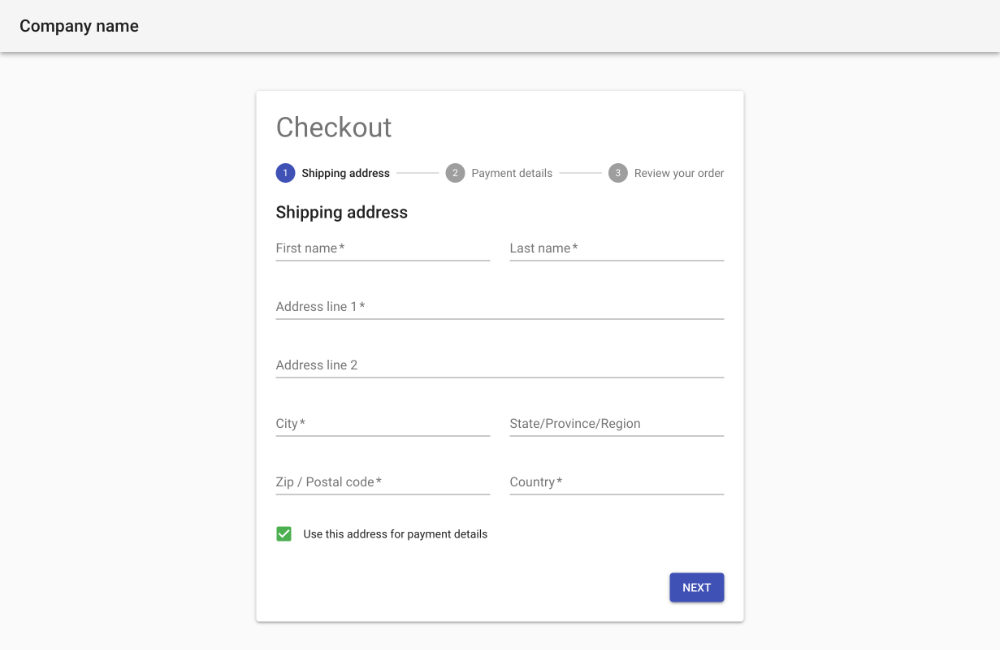 Company name
Checkout
1 Shipping address 2 Payment details 3 Review your order
Shipping address
First name * Last name *
Address line 1 *
Address line 2
City * State/Province/Region
Zip / Postal code * Country *
Use this address for payment details
NEXT